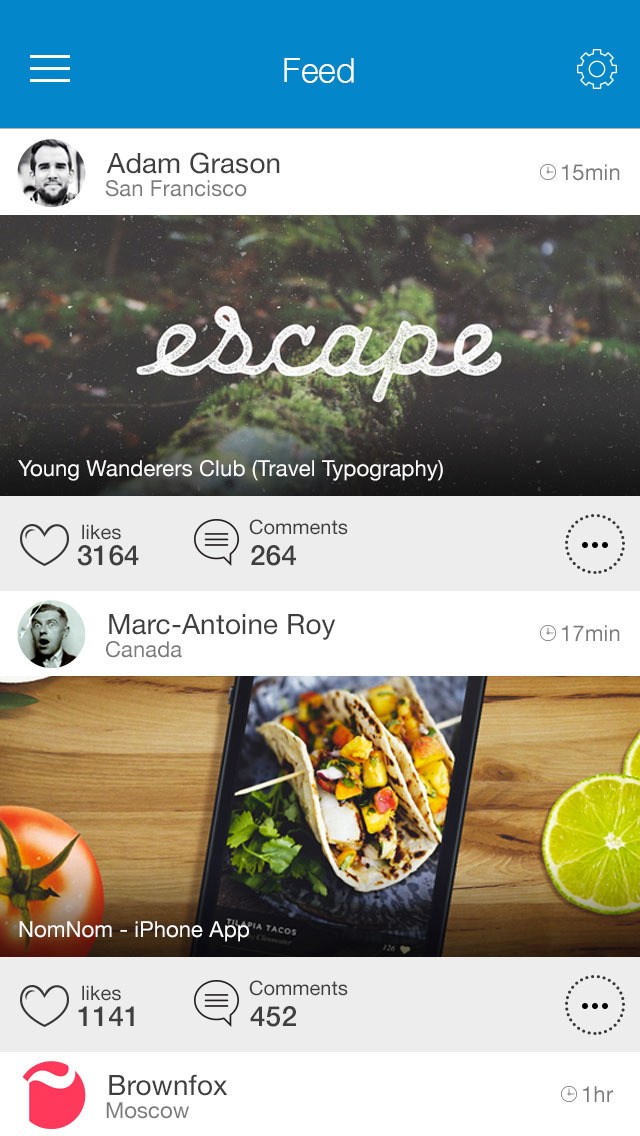 Feed
Adam Grason
San Francisco
15min
escape
Young Wanderers Club (Travel Typography)
likes
3164
Comments
264
Marc-Antoine Roy
Canada
17min
TILAPIA TACOS
126
NomNom - iPhone App
likes
1141
Comments
452
Brownfox
Moscow
1hr